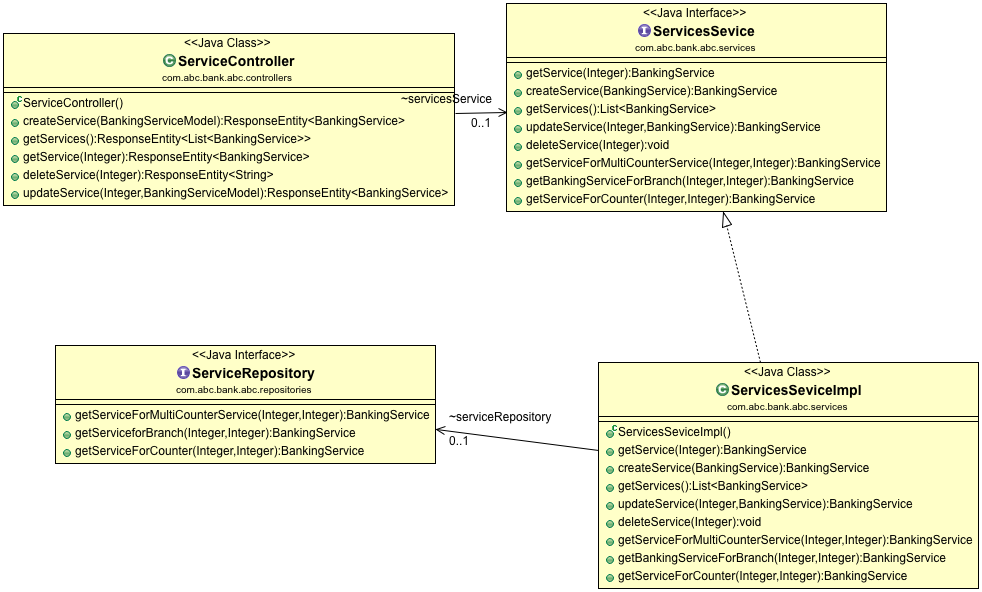 <<Java Class>>
ServiceController
com.abc.bank.abc.controllers
ServiceController()
createService(BankingServiceModel):ResponseEntity<BankingService>
getServices():ResponseEntity<List<BankingService>>
getService(Integer):ResponseEntity<BankingService>
deleteService(Integer):ResponseEntity<String>
updateService(Integer,BankingServiceModel):ResponseEntity<BankingService>
~servicesService
0..1
<<Java Interface>>
ServicesSevice
com.abc.bank.abc.services
getService(Integer):BankingService
createService(BankingService):BankingService
getServices():List<BankingService>
updateService(Integer,BankingService):BankingService
deleteService(Integer):void
getServiceForMultiCounterService(Integer,Integer):BankingService
getBankingServiceForBranch(Integer,Integer):BankingService
getServiceForCounter(Integer,Integer):BankingService
<<Java Interface>>
ServiceRepository
com.abc.bank.abc.repositories
getServiceForMultiCounterService(Integer,Integer):BankingService
getServiceforBranch(Integer,Integer):BankingService
getServiceForCounter(Integer,Integer):BankingService
~serviceRepository
0..1
<<Java Class>>
ServicesSeviceImpl
com.abc.bank.abc.services
ServicesSeviceImpl()
getService(Integer):BankingService
createService(BankingService):BankingService
getServices():List<BankingService>
updateService(Integer,BankingService):BankingService
deleteService(Integer):void
getServiceForMultiCounterService(Integer,Integer):BankingService
getBankingServiceForBranch(Integer,Integer):BankingService
getServiceForCounter(Integer,Integer):BankingService